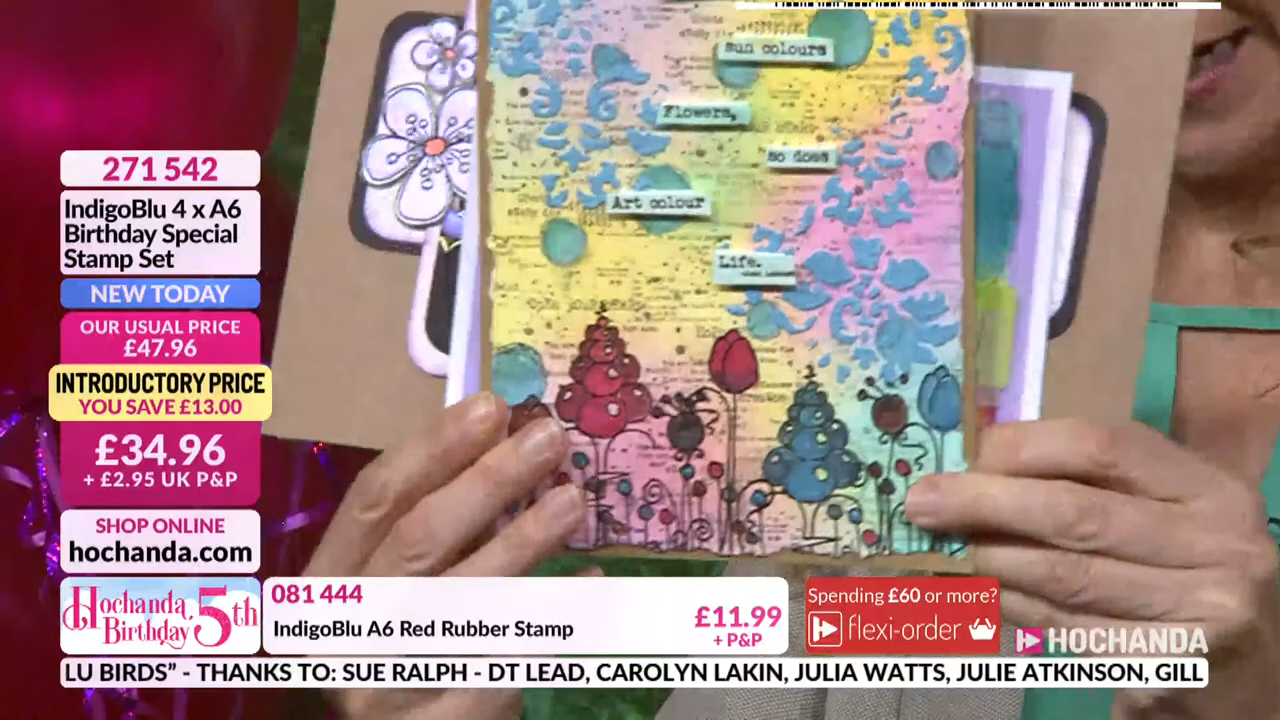 sun colours
Flowers,
so does
Art colour
Life.
271 542
IndigoBlu 4 x A6
Birthday Special
Stamp Set
NEW TODAY
OUR USUAL PRICE
£47.96
INTRODUCTORY PRICE
YOU SAVE £13.00
£34.96
+ £2.95 UK P&P
SHOP ONLINE
hochanda.com
Hochanda
Birthday
5th
081 444
IndigoBlu A6 Red Rubber Stamp
£11.99
+ P&P
Spending £60 or more?
flexi-order
HOCHANDA
LU BIRDS” - THANKS TO: SUE RALPH - DT LEAD, CAROLYN LAKIN, JULIA WATTS, JULIE ATKINSON, GILL